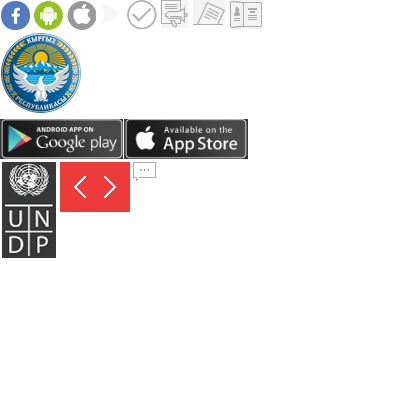 КЫРГЫЗ
РЕСПУБЛИКАСЫ
ANDROID APP ON
Google play
Available on the
App Store
U N
D P